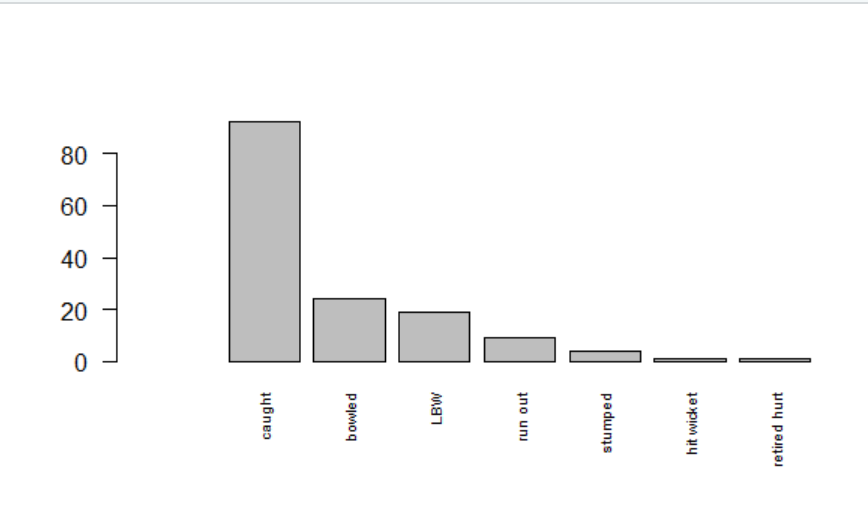 80
60
40
20
0
caught
bowled
LBW
run out
stumped
hit wicket
retired hurt